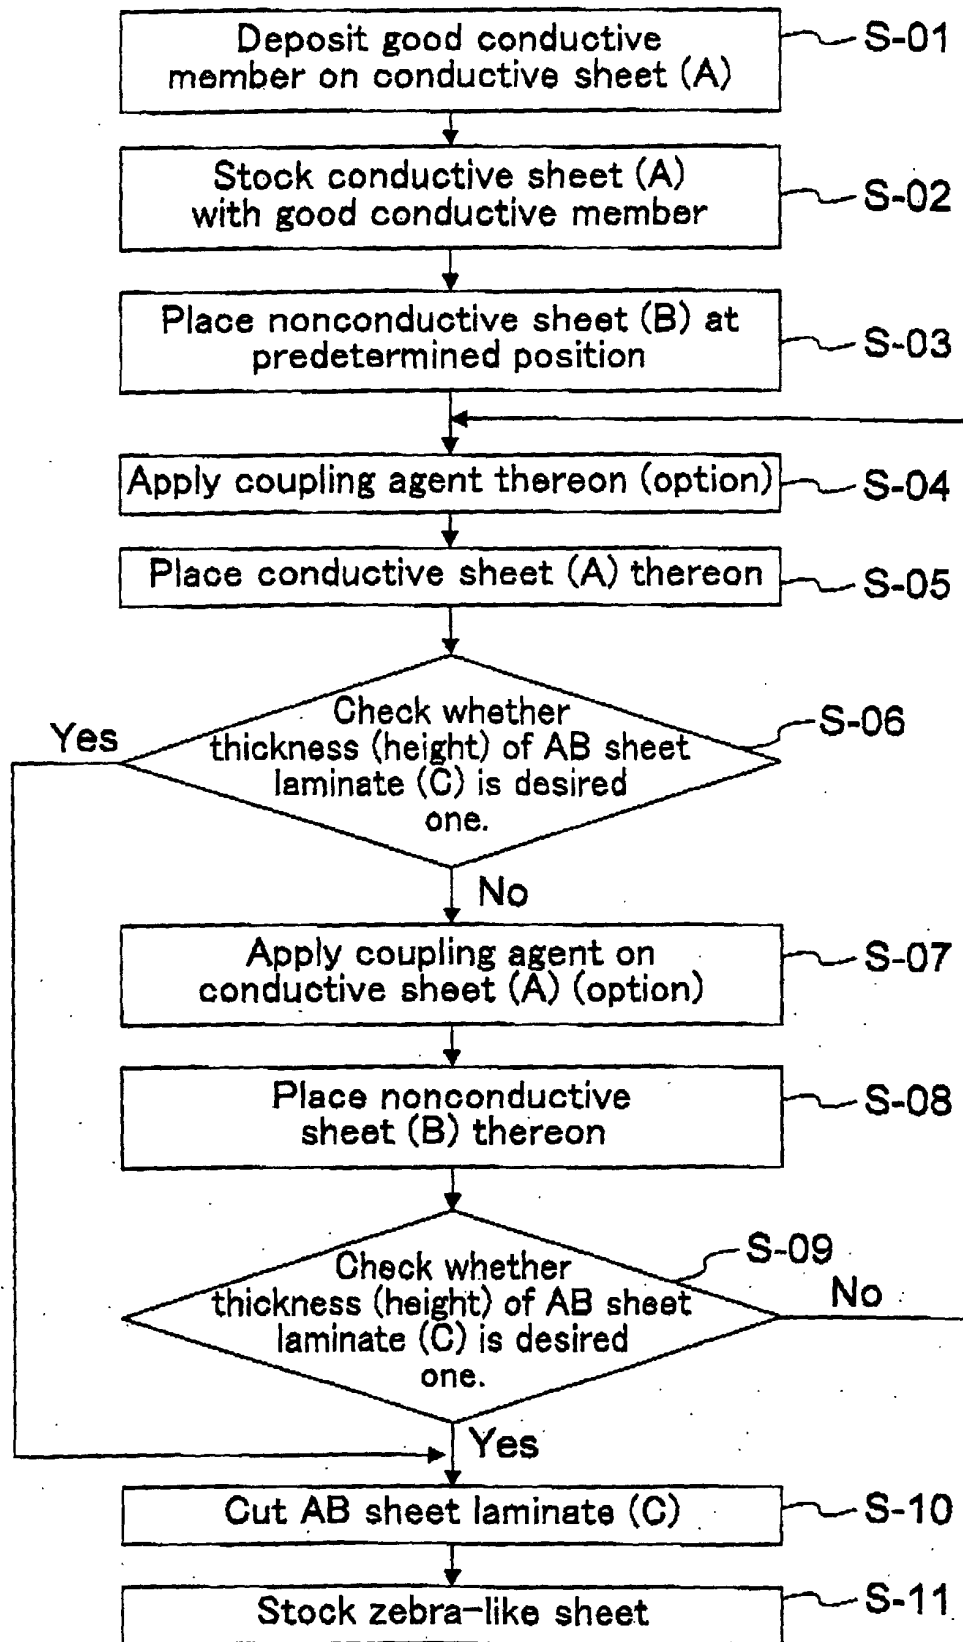 Deposit good conductive
member on conductive sheet (A)
S-01
Stock conductive sheet (A)
with good conductive member
S-02
Place nonconductive sheet (B) at
predetermined position
S-03
Apply coupling agent thereon (option)
S-04
Place conductive sheet (A) thereon
S-05
Check whether
thickness (height) of AB sheet
laminate (C) is desired
one.
S-06
Yes
No
Apply coupling agent on
conductive sheet (A) (option)
S-07
Place nonconductive
sheet (B) thereon
S-08
Check whether
thickness (height) of AB sheet
laminate (C) is desired
one.
S-09
No
Yes
Cut AB sheet laminate (C)
S-10
Stock zebra-like sheet
S-11